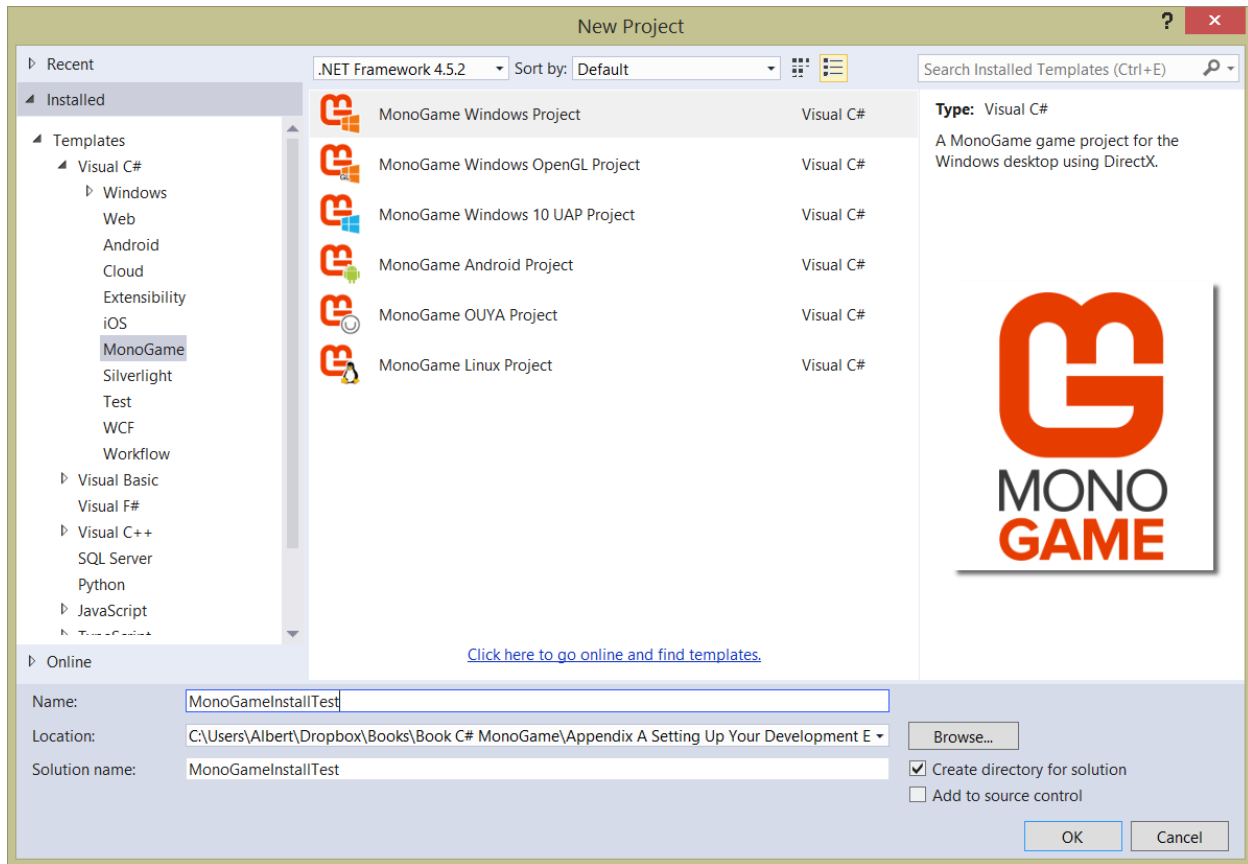 New Project
?
Recent
.NET Framework 4.5.2
Sort by: Default
Search Installed Templates (Ctrl+E)
Installed
Templates
Visual C#
Windows
Web
Android
Cloud
Extensibility
iOS
MonoGame
Silverlight
Test
WCF
Workflow
Visual Basic
Visual F#
Visual C++
SQL Server
Python
JavaScript
TypeScript
Online
MonoGame Windows Project Visual C#
MonoGame Windows OpenGL Project Visual C#
MonoGame Windows 10 UAP Project Visual C#
MonoGame Android Project Visual C#
MonoGame OUYA Project Visual C#
MonoGame Linux Project Visual C#
Click here to go online and find templates.
Type: Visual C#
A MonoGame game project for the
Windows desktop using DirectX.
MONO
GAME
Name: MonoGameInstallTest
Location: C:\Users\Albert\Dropbox\Books\Book C# MonoGame\Appendix A Setting Up Your Development E
Browse...
Solution name: MonoGameInstallTest
Create directory for solution
Add to source control
OK
Cancel